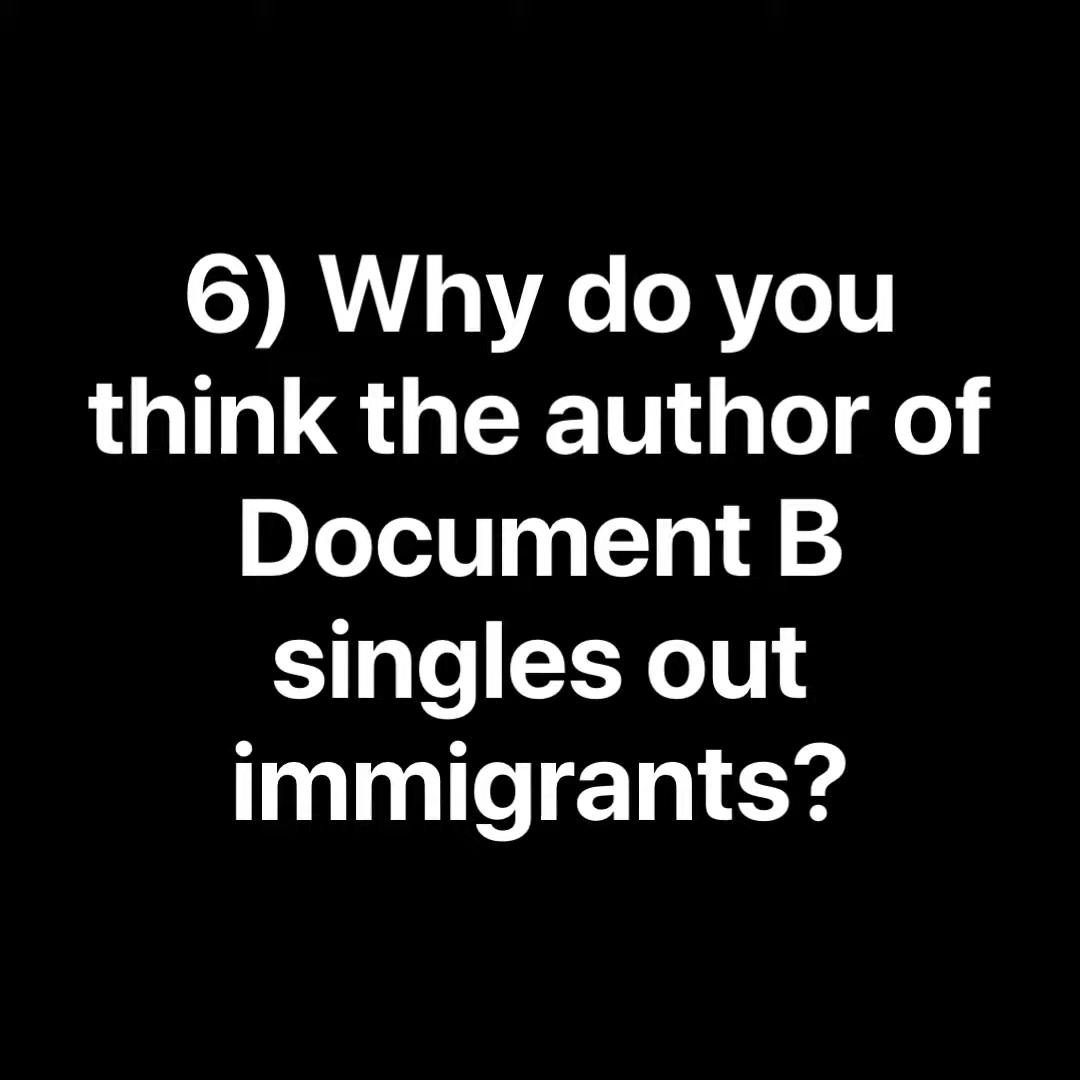 6) Why do you
think the author of
Document B
singles out
immigrants?